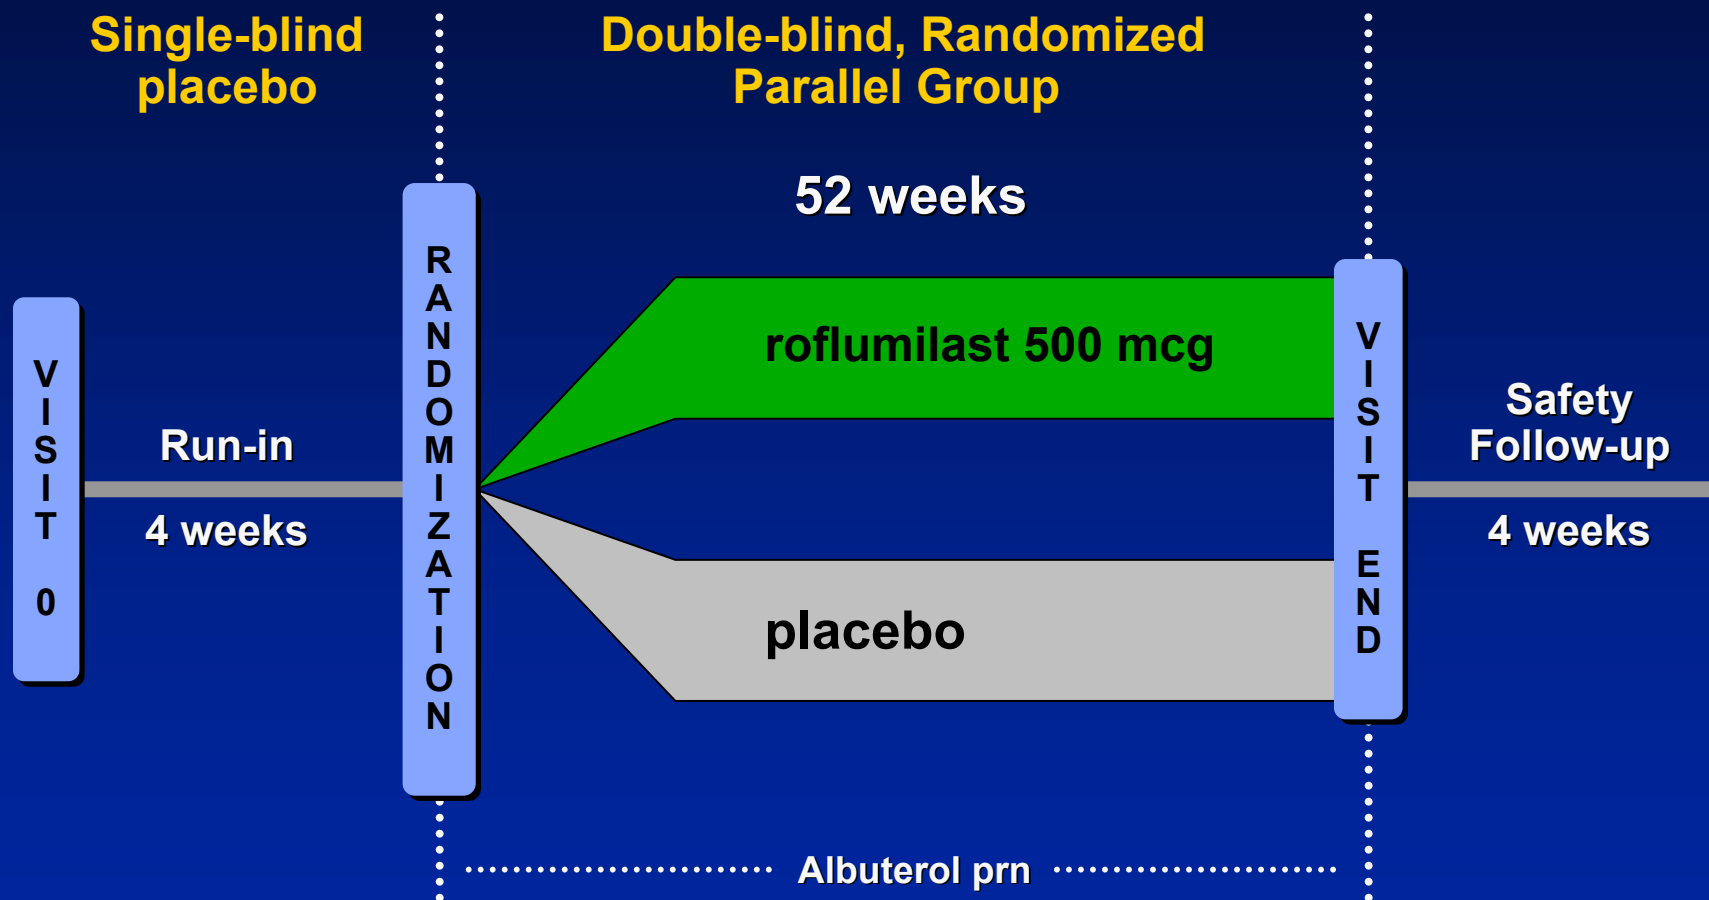 Single-blind
placebo
Double-blind, Randomized
Parallel Group
52 weeks
VISIT 0
Run-in
4 weeks
RANDOMIZATION
roflumilast 500 mcg
placebo
VISIT END
Safety
Follow-up
4 weeks
Albuterol prn